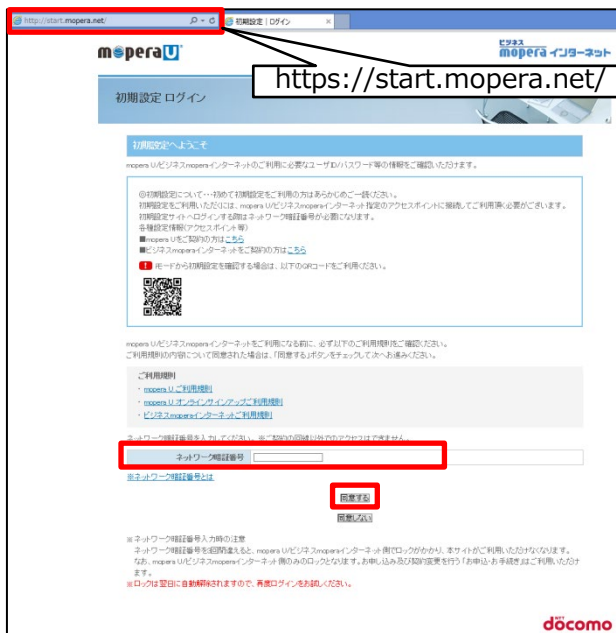 http://start.mopera.net/
初期設定 | ログイン
mopera U
ビジネス
mopera インターネット
https://start.mopera.net/
初期設定 ログイン
初期設定へようこそ
mopera U/ビジネスmoperaインターネットのご利用に必要なユーザID/パスワード等の情報をご確認いただけます。
◎初期設定について・・・初めて初期設定をご利用の方はあらかじめご一読ください。
初期設定をご利用いただくには、mopera U/ビジネスmoperaインターネット指定のアクセスポイントに接続してご利用頂く必要がございます。
初期設定サイトへログインする際はネットワーク暗証番号が必要になります。
各種設定情報(アクセスポイント等)
■mopera Uをご契約の方はこちら
■ビジネスmoperaインターネットをご契約の方はこちら
iモードから初期設定を確認する場合は、以下のQRコードをご利用ください。
mopera U/ビジネスmoperaインターネットをご利用になる前に、必ず以下のご利用規則をご確認ください。
ご利用規則の内容について同意された場合は、「同意する」ボタンをチェックして次へお進みください。
ご利用規則
・mopera U ご利用規則
・mopera U オンラインサインアップご利用規則
・ビジネスmoperaインターネットご利用規則
ネットワーク暗証番号を入力してください。※ご契約の回線以外でのアクセスはできません。
ネットワーク暗証番号
※ネットワーク暗証番号とは
同意する
同意しない
※ネットワーク暗証番号入力時の注意
ネットワーク暗証番号を3回間違えると、mopera U/ビジネスmoperaインターネット側でロックがかかり、本サイトがご利用いただけなくなります。
なお、mopera U/ビジネスmoperaインターネット側のみのロックとなります。お申し込み及び契約変更を行う「お申込・お手続き」はご利用いただけ
ます。
※ロックは翌日に自動解除されますので、再度ログインをお試しください。
döcomo